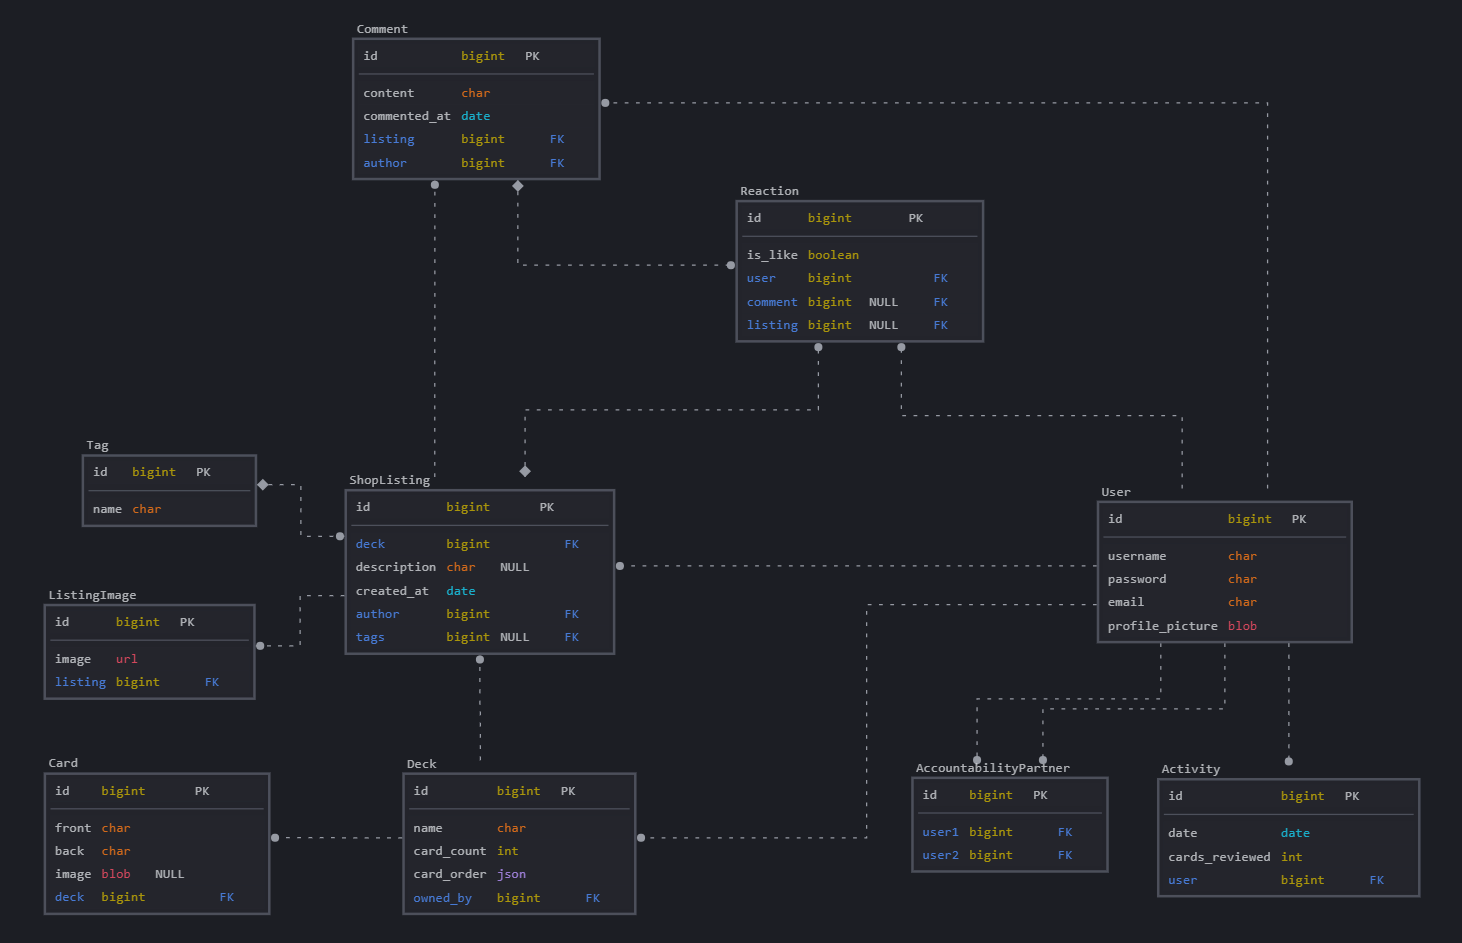 Comment
id bigint PK
content char
commented_at date
listing bigint FK
author bigint FK
Reaction
id bigint PK
is_like boolean
user bigint FK
comment bigint NULL FK
listing bigint NULL FK
Tag
id bigint PK
name char
ShopListing
id bigint PK
deck bigint FK
description char NULL
created_at date
author bigint FK
tags bigint NULL FK
User
id bigint PK
username char
password char
email char
profile_picture blob
ListingImage
id bigint PK
image url
listing bigint FK
Card
id bigint PK
front char
back char
image blob NULL
deck bigint FK
Deck
id bigint PK
name char
card_count int
card_order json
owned_by bigint FK
AccountabilityPartner
id bigint PK
user1 bigint FK
user2 bigint FK
Activity
id bigint PK
date date
cards_reviewed int
user bigint FK